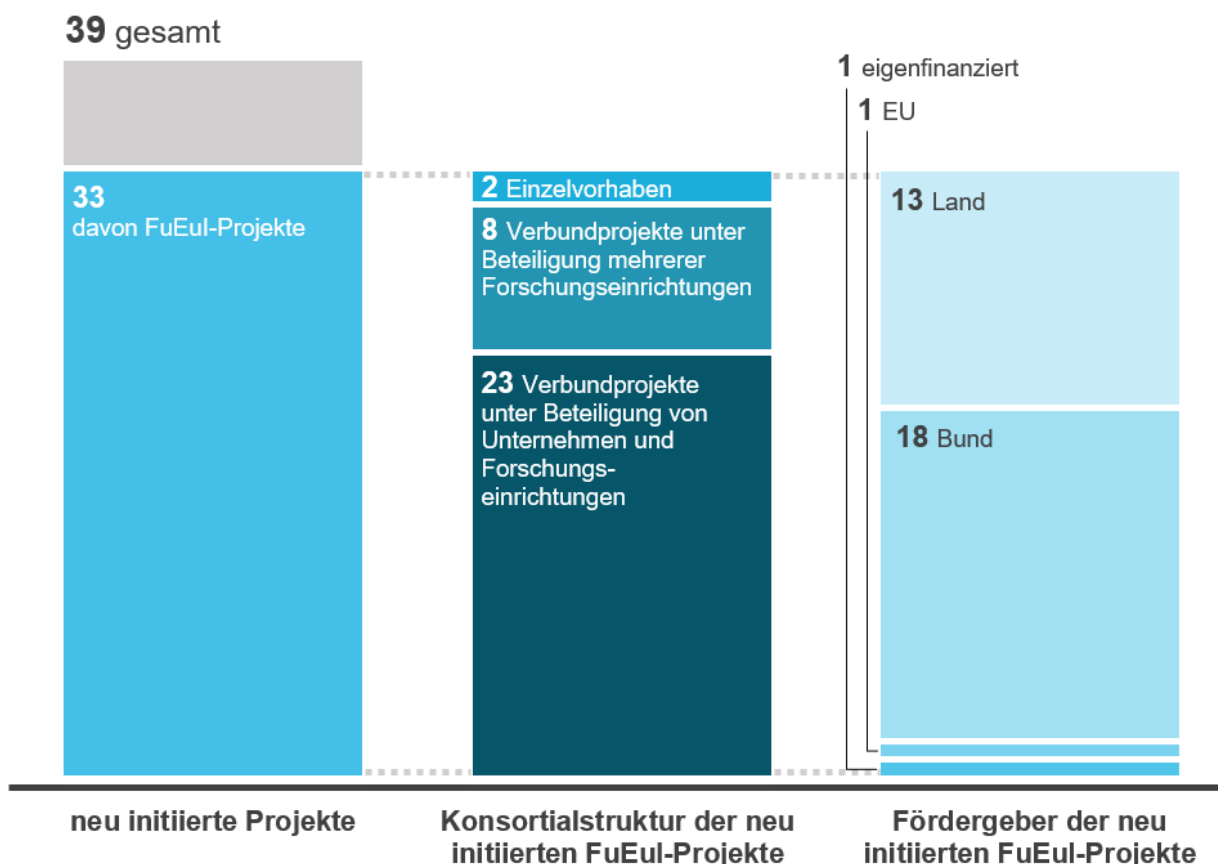 39 gesamt
33
davon FuEuI-Projekte
neu initiierte Projekte
2 Einzelvorhaben
8 Verbundprojekte unter
Beteiligung mehrerer
Forschungseinrichtungen
23 Verbundprojekte
unter Beteiligung von
Unternehmen und
Forschungs-
einrichtungen
Konsortialstruktur der neu
initiierten FuEuI-Projekte
1 eigenfinanziert
1 EU
13 Land
18 Bund
Fördergeber der neu
initiierten FuEuI-Projekte